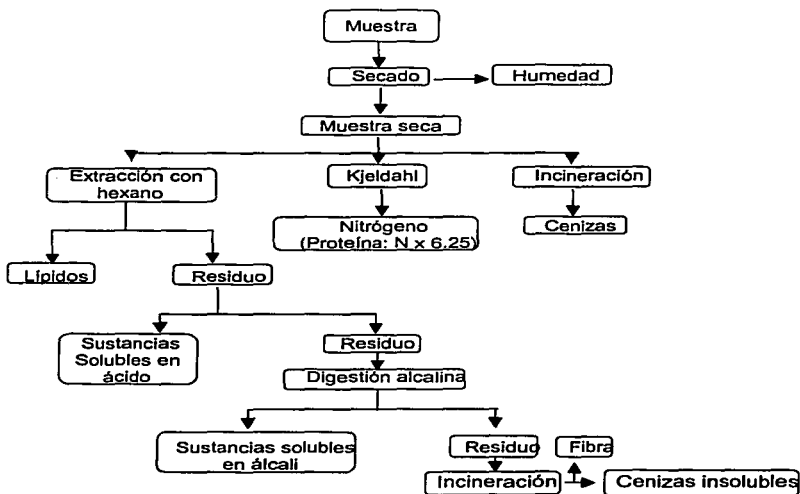 Muestra
Secado
Humedad
Muestra seca
Extracción con
hexano
Kjeldahl
Incineración
Nitrógeno
(Proteína: N x 6.25)
Cenizas
Lípidos
Residuo
Sustancias
Solubles en
ácido
Residuo
Digestión alcalina
Sustancias solubles
en álcali
Residuo
Fibra
Incineración
Cenizas insolubles